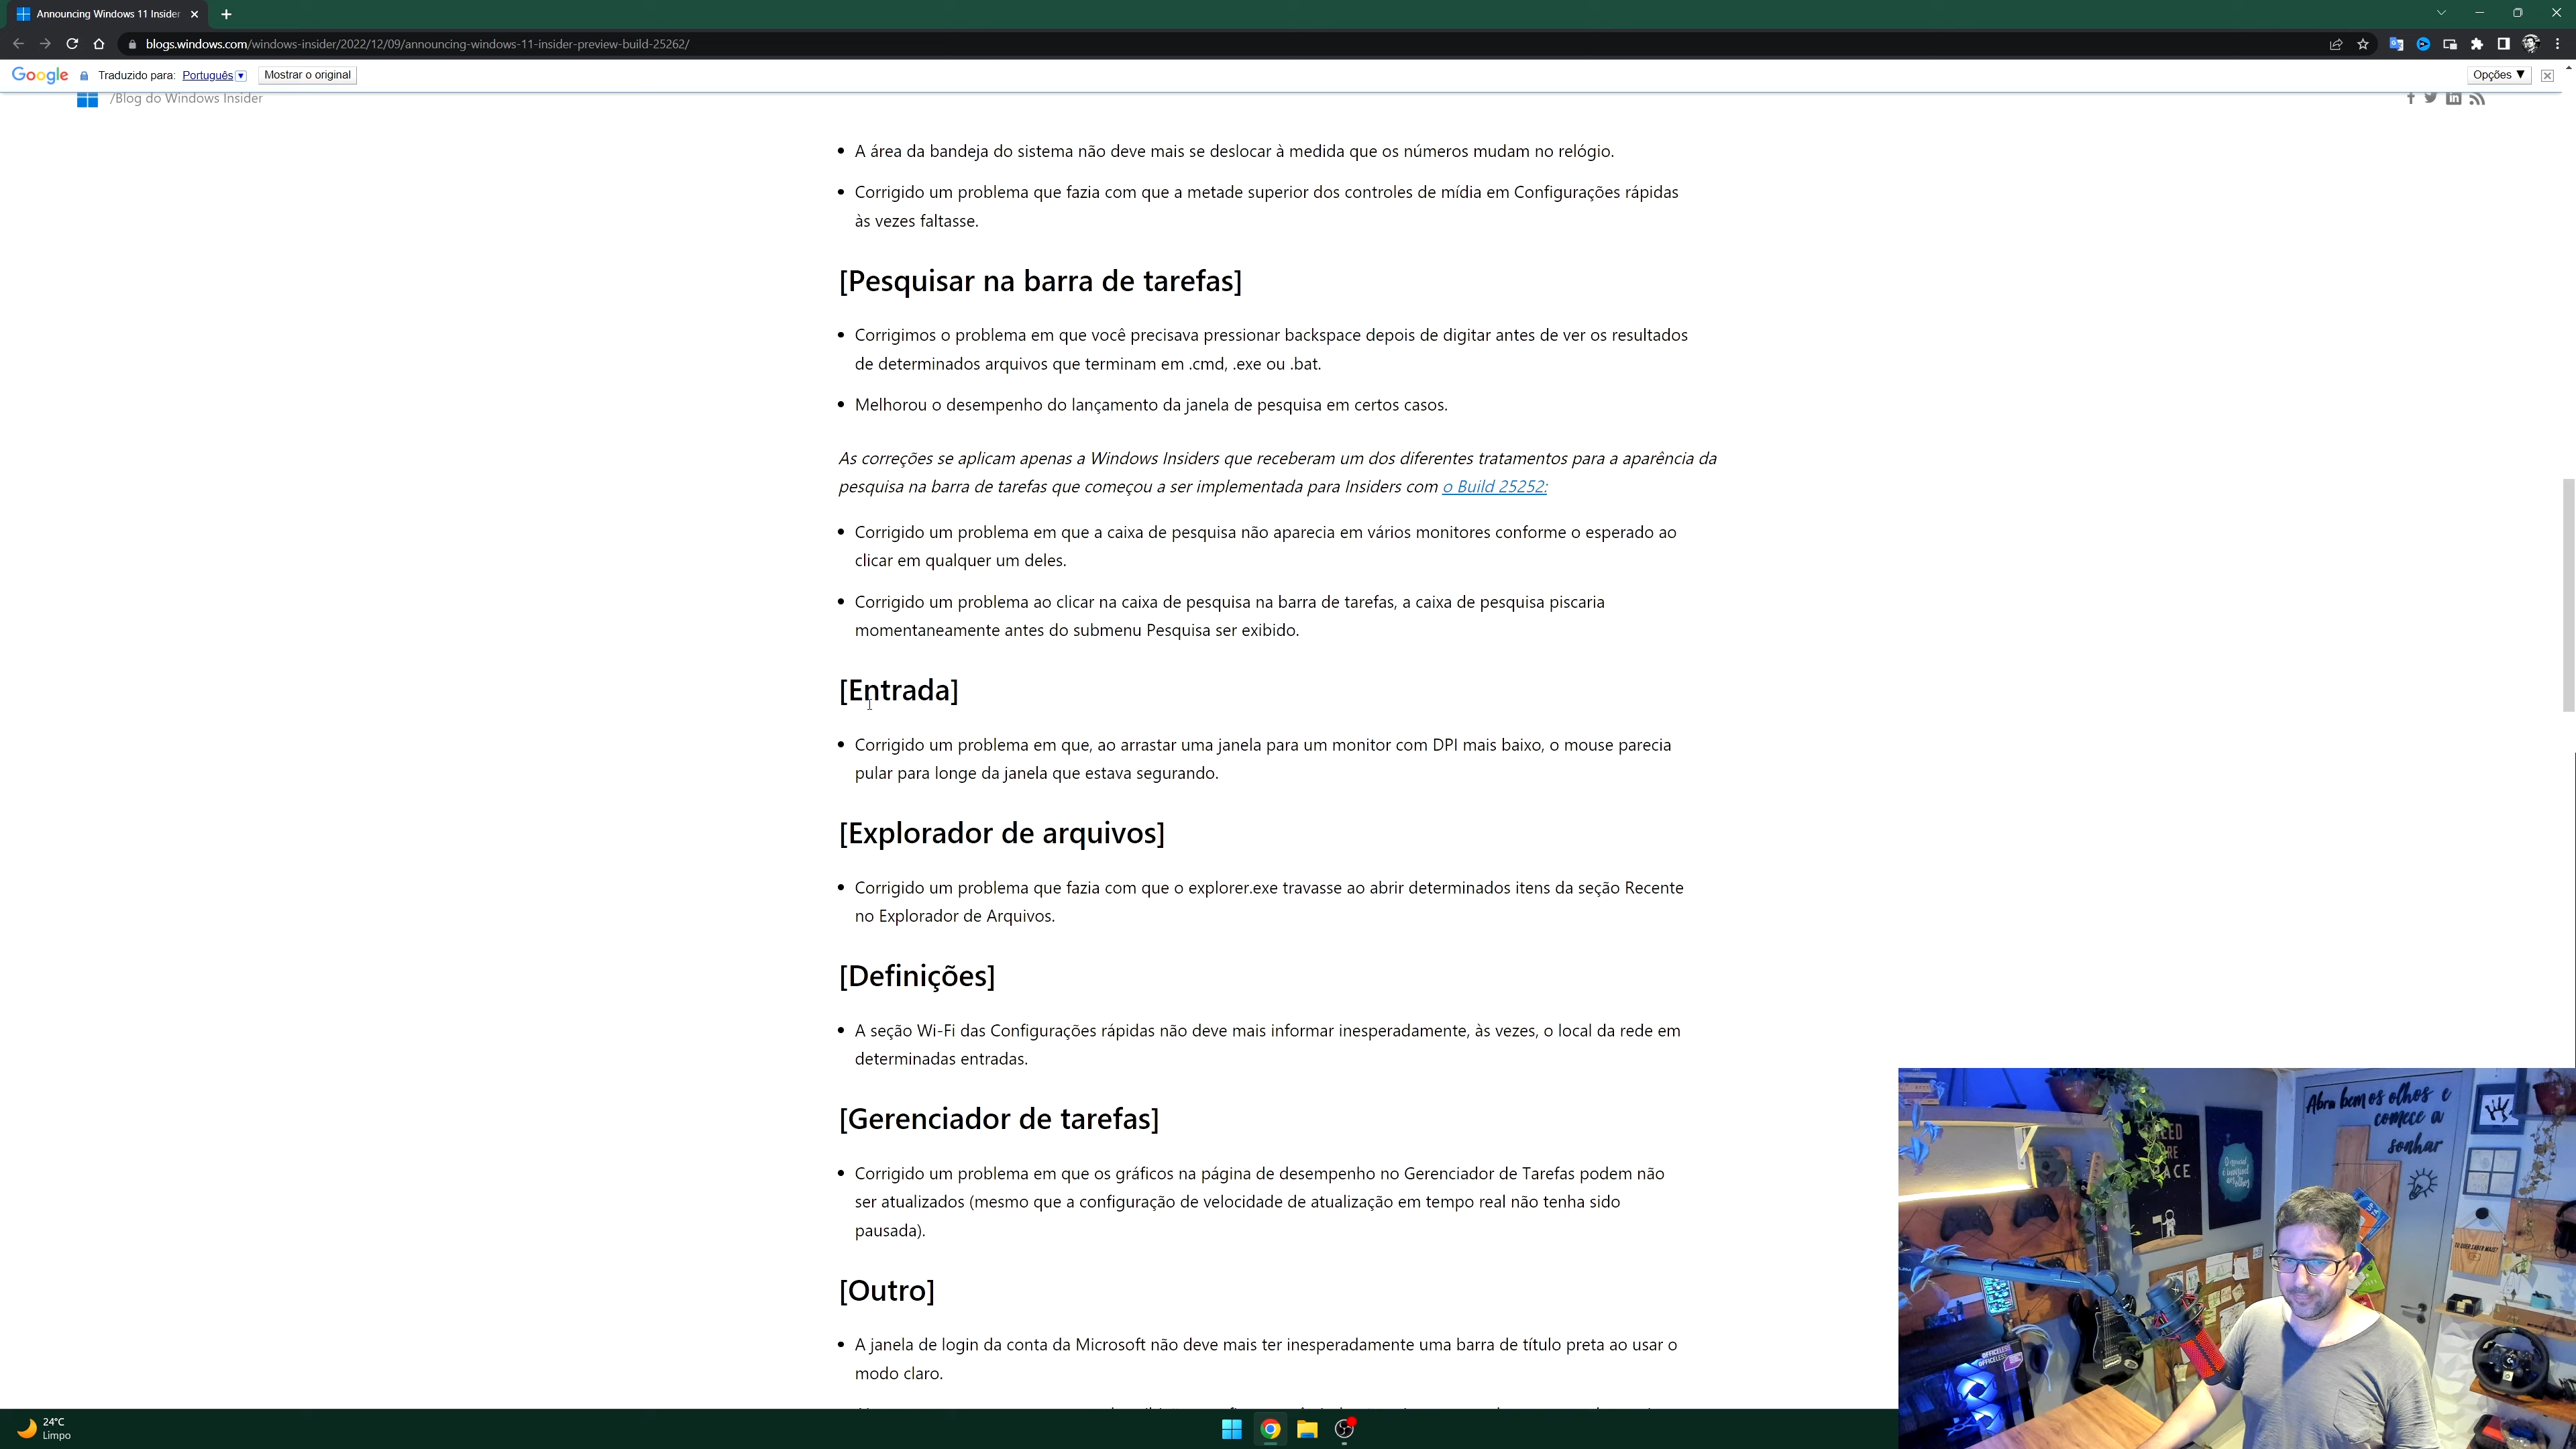 Announcing Windows 11 Insider
blogs.windows.com/windows-insider/2022/12/09/announcing-windows-11-insider-preview-build-25262/
Google Traduzido para: Português Mostrar o original Opções ▼
/Blog do Windows Insider
• A área da bandeja do sistema não deve mais se deslocar à medida que os números mudam no relógio.
• Corrigido um problema que fazia com que a metade superior dos controles de mídia em Configurações rápidas
às vezes faltasse.
[Pesquisar na barra de tarefas]
• Corrigimos o problema em que você precisava pressionar backspace depois de digitar antes de ver os resultados
de determinados arquivos que terminam em .cmd, .exe ou .bat.
• Melhorou o desempenho do lançamento da janela de pesquisa em certos casos.
As correções se aplicam apenas a Windows Insiders que receberam um dos diferentes tratamentos para a aparência da
pesquisa na barra de tarefas que começou a ser implementada para Insiders com o Build 25252:
• Corrigido um problema em que a caixa de pesquisa não aparecia em vários monitores conforme o esperado ao
clicar em qualquer um deles.
• Corrigido um problema ao clicar na caixa de pesquisa na barra de tarefas, a caixa de pesquisa piscaria
momentaneamente antes do submenu Pesquisa ser exibido.
[Entrada]
• Corrigido um problema em que, ao arrastar uma janela para um monitor com DPI mais baixo, o mouse parecia
pular para longe da janela que estava segurando.
[Explorador de arquivos]
• Corrigido um problema que fazia com que o explorer.exe travasse ao abrir determinados itens da seção Recente
no Explorador de Arquivos.
[Definições]
• A seção Wi-Fi das Configurações rápidas não deve mais informar inesperadamente, às vezes, o local da rede em
determinadas entradas.
[Gerenciador de tarefas]
• Corrigido um problema em que os gráficos na página de desempenho no Gerenciador de Tarefas podem não
ser atualizados (mesmo que a configuração de velocidade de atualização em tempo real não tenha sido
pausada).
[Outro]
• A janela de login da conta da Microsoft não deve mais ter inesperadamente uma barra de título preta ao usar o
modo claro.
Abra bem os olhos e
comece a
sonhar
TU QUER SABER MAIS?
OFFICELESS
OFFICELESS
24°C
Limpo